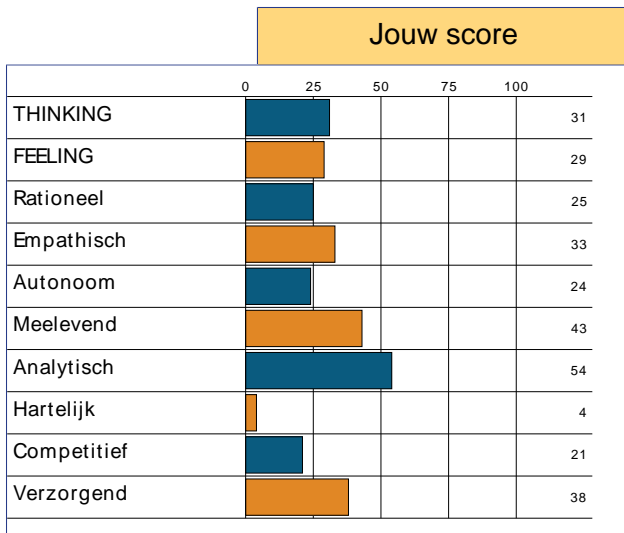 Jouw score
0 25 50 75 100
THINKING 31
FEELING 29
Rationeel 25
Empathisch 33
Autonoom 24
Meelevend 43
Analytisch 54
Hartelijk 4
Competitief 21
Verzorgend 38